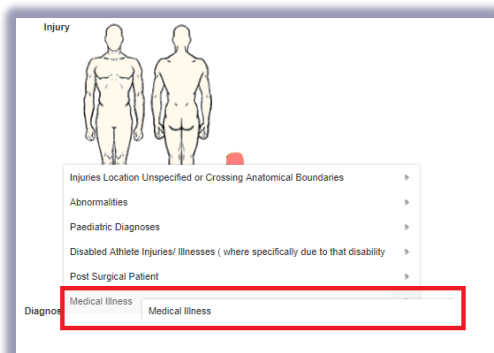 Injury
Injuries Location Unspecified or Crossing Anatomical Boundaries
Abnormalities
Paediatric Diagnoses
Disabled Athlete Injuries/ Illnesses ( where specifically due to that disability
Post Surgical Patient
Medical Illness
Diagnos
Medical Illness